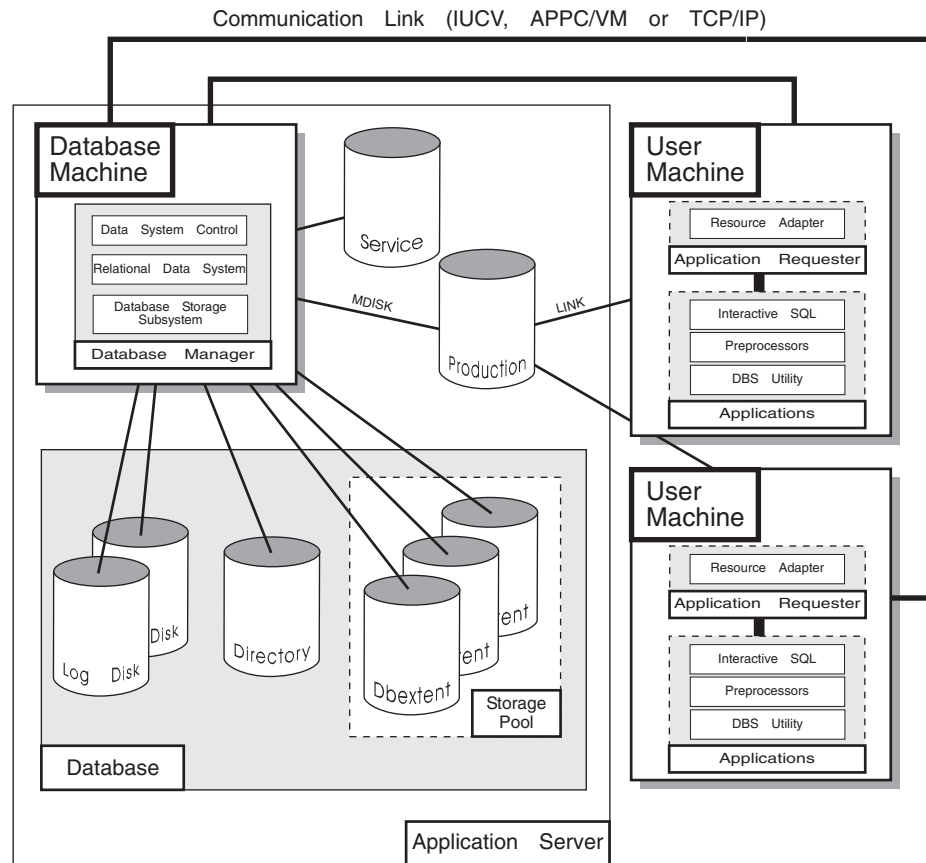 Communication Link (IUCV, APPC/VM or TCP/IP)
Database
Machine
Data System Control
Relational Data System
Database Storage
Subsystem
Database Manager
Service
MDISK
Production
LINK
User
Machine
Resource Adapter
Application Requester
Interactive SQL
Preprocessors
DBS Utility
Applications
User
Machine
Resource Adapter
Application Requester
Interactive SQL
Preprocessors
DBS Utility
Applications
Log Disk
Disk
Directory
Dbextent
tent
tent
Storage
Pool
Database
Application Server